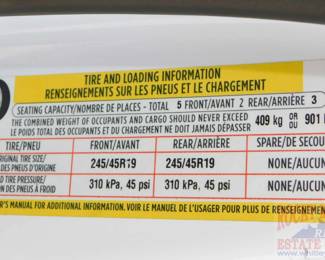 TIRE AND LOADING INFORMATION
RENSEIGNEMENTS SUR LES PNEUS ET LE CHARGEMENT
SEATING CAPACITY/NOMBRE DE PLACES - TOTAL 5 FRONT/AVANT 2 REAR/ARRIÈRE 3
THE COMBINED WEIGHT OF OCCUPANTS AND CARGO SHOULD NEVER EXCEED 409 kg OR 901
LE POIDS TOTAL DES OCCUPANTS ET DU CHARGEMENT NE DOIT JAMAIS DÉPASSER OU
TIRE/PNEU FRONT/AVANT REAR/ARRIÈRE SPARE/DE SECOU
RIGINAL TIRE SIZE/ 245/45R19 245/45R19 NONE/AUCUN
DES PNEUS D'ORIGINE
D TIRE PRESSURE/ 310 kPa, 45 psi 310 kPa, 45 psi NONE/AUCUN
ION DES PNEUS À FROID
R'S MANUAL FOR ADDITIONAL INFORMATION. VOIR LE MANUEL DE L'USAGER POUR PLUS DE RENSEIGNEMEN
ESTATE